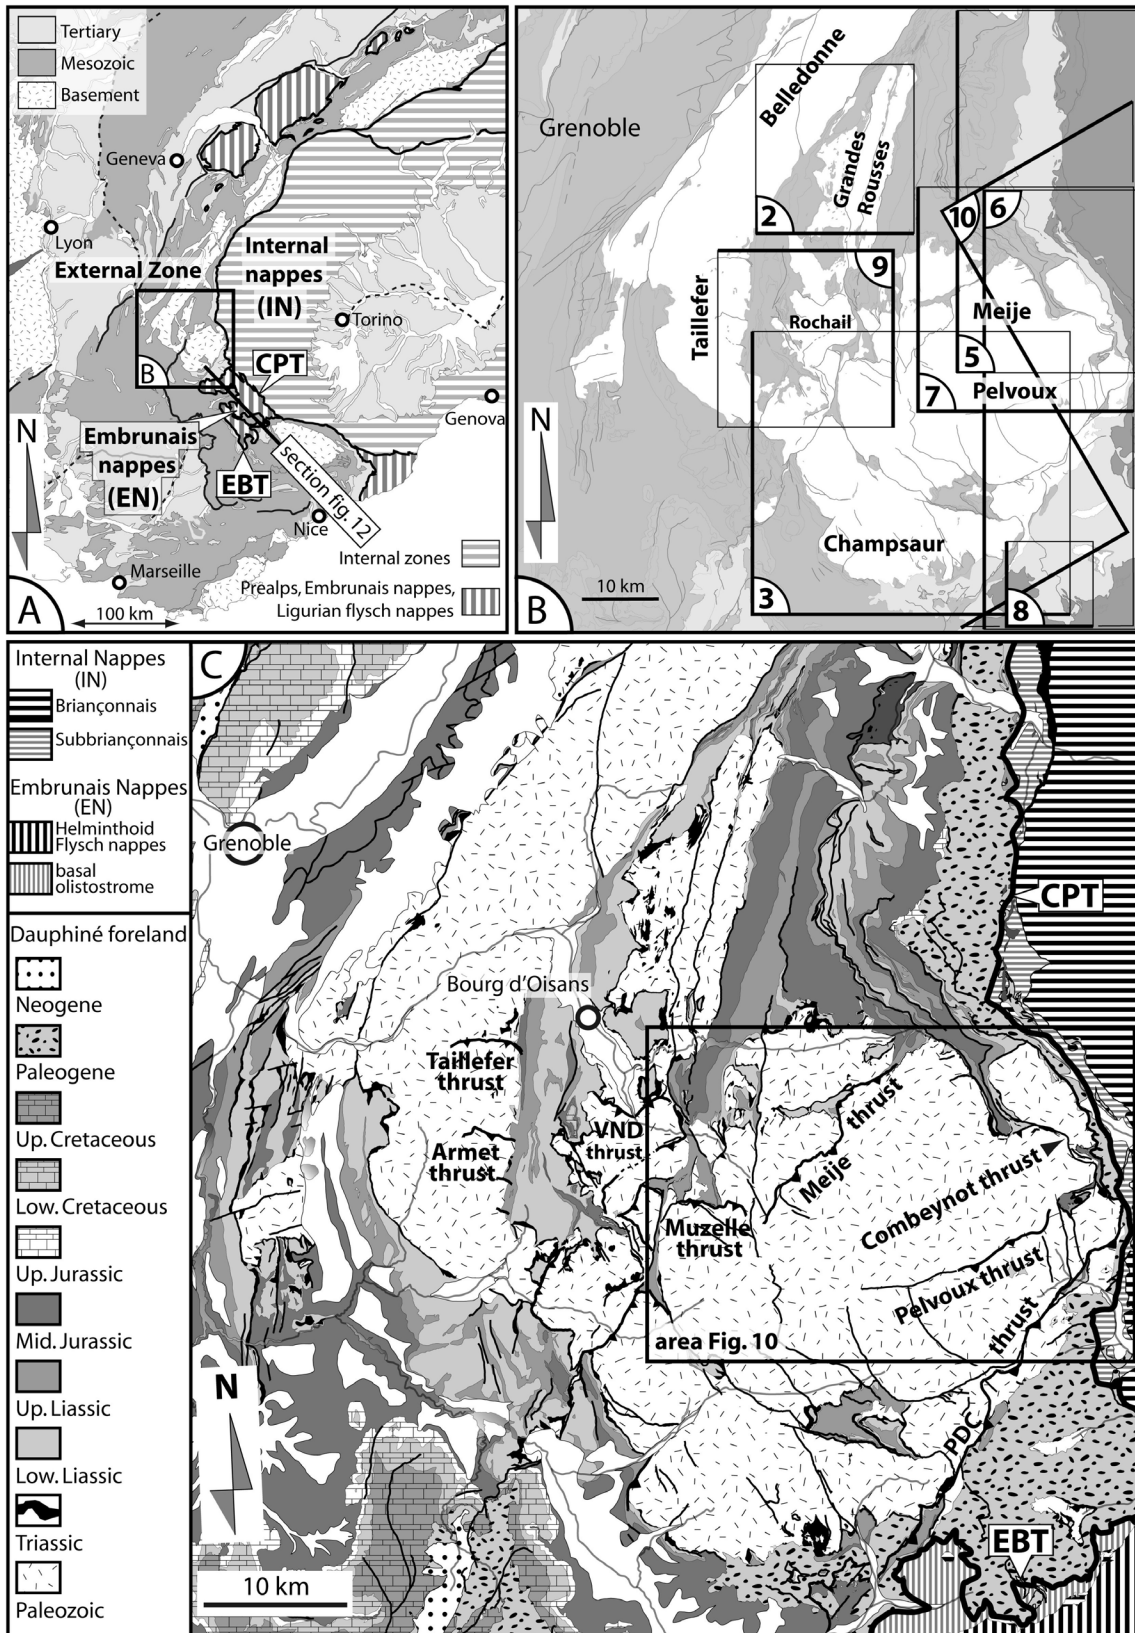 Tertiary
Mesozoic
Basement
Geneva
Lyon
External Zone
Internal
nappes
(IN)
Torino
B
CPT
Genova
N
Embrunais
nappes
(EN)
EBT
section fig. 12
Nice
Marseille
Internal zones
Prealps, Embrunais nappes,
Ligurian flysch nappes
A
100 km
Belledonne
Grenoble
Grandes
Rousses
2
10
6
9
Taillefer
Rochail
Meije
5
7
Pelvoux
N
Champsaur
10 km
B
3
8
Internal Nappes
(IN)
Briançonnais
Subbriançonnais
Embrunais Nappes
(EN)
Helminthoid
Flysch nappes
basal
olistostrome
Dauphiné foreland
Neogene
Paleogene
Up. Cretaceous
Low. Cretaceous
Up. Jurassic
Mid. Jurassic
Up. Liassic
Low. Liassic
Triassic
Paleozoic
C
Grenoble
CPT
Bourg d'Oisans
Taillefer
thrust
VND
thrust
Armet
thrust
Meije thrust
Combeynot thrust
Muzelle
thrust
Pelvoux thrust
area Fig. 10
PDC thrust
N
EBT
10 km